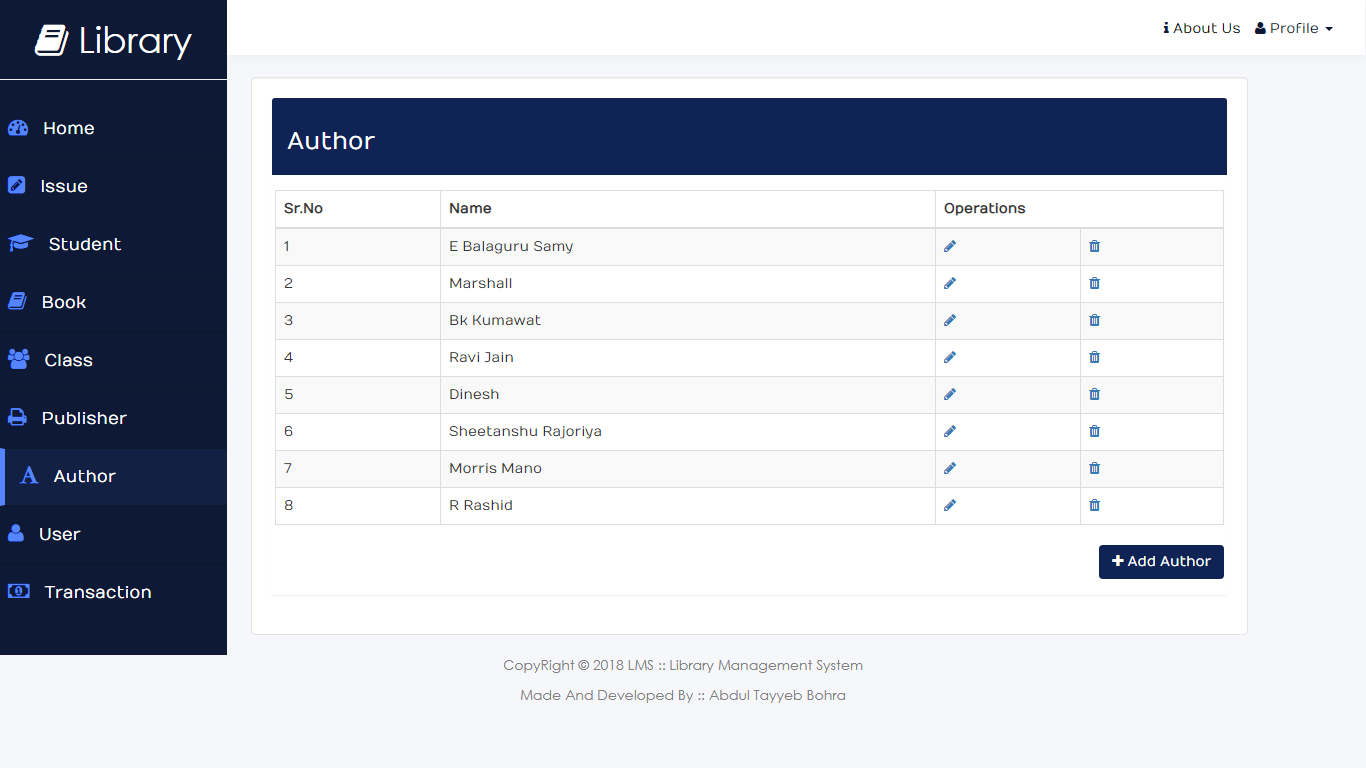 Library
About Us Profile
Home
Issue
Student
Book
Class
Publisher
Author
User
Transaction
Author
Sr.No Name Operations
1 E Balaguru Samy
2 Marshall
3 Bk Kumawat
4 Ravi Jain
5 Dinesh
6 Sheetanshu Rajoriya
7 Morris Mano
8 R Rashid
Add Author
CopyRight © 2018 LMS :: Library Management System
Made And Developed By :: Abdul Tayyeb Bohra